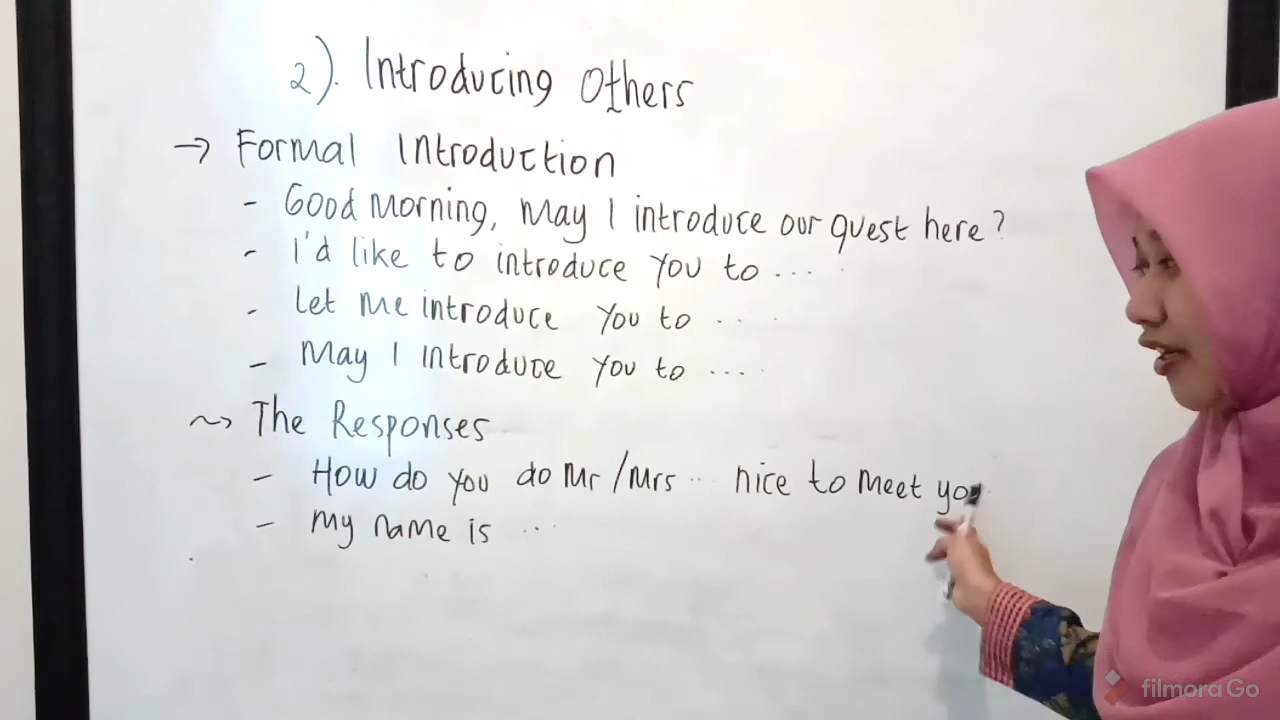 2). Introducing Others
→ Formal Introduction
- Good Morning, May I introduce our quest here?
- I'd like to introduce you to ....
- Let Me introduce you to ....
- May I introduce you to ....
~> The Responses
- How do you do Mr/Mrs ... nice to meet you
- My name is ...
filmora Go